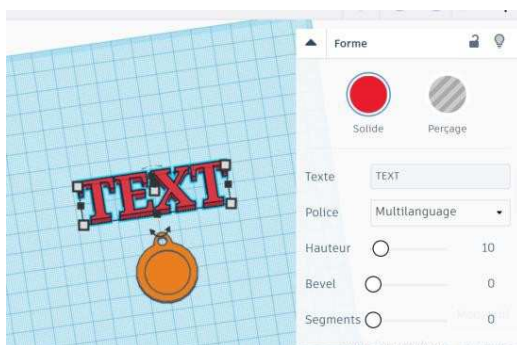 Forme
Solide
Perçage
Texte TEXT
Police Multilanguage
Hauteur 10
Bevel 0
Segments 0
TEXT